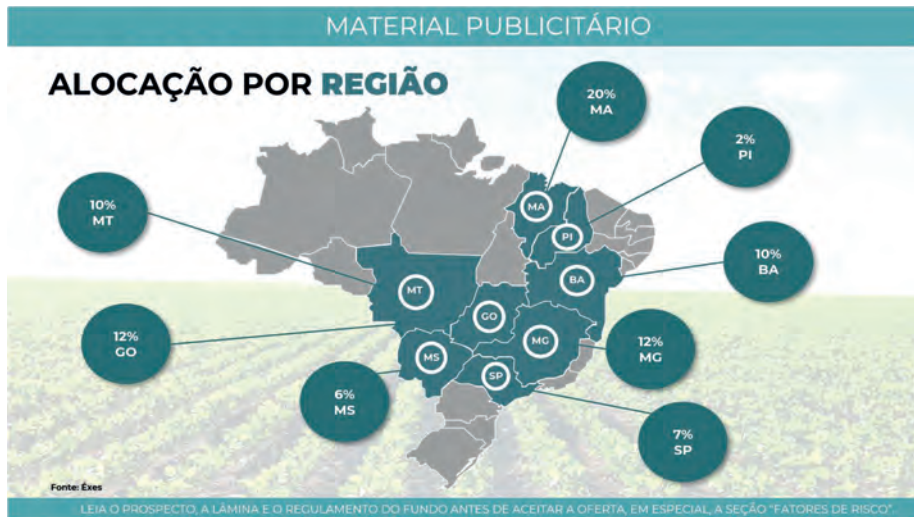 MATERIAL PUBLICITÁRIO
ALOCAÇÃO POR REGIÃO
20%
MA
2%
PI
10%
MT
10%
BA
12%
GO
12%
MG
6%
MS
7%
SP
MA
PI
BA
MT
GO
MG
MS
SP
Fonte: Éxes
LEIA O PROSPECTO, A LÂMINA E O REGULAMENTO DO FUNDO ANTES DE ACEITAR A OFERTA, EM ESPECIAL, A SEÇÃO "FATORES DE RISCO".